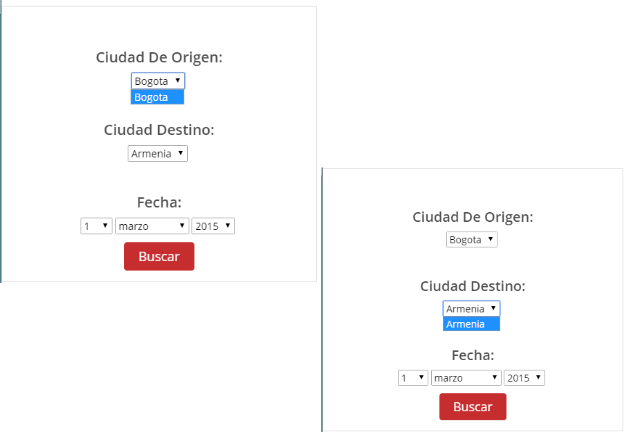 Ciudad De Origen:
Bogota
Bogota
Ciudad Destino:
Armenia
Fecha:
1 marzo 2015
Buscar
Ciudad De Origen:
Bogota
Ciudad Destino:
Armenia
Armenia
Fecha:
1 marzo 2015
Buscar